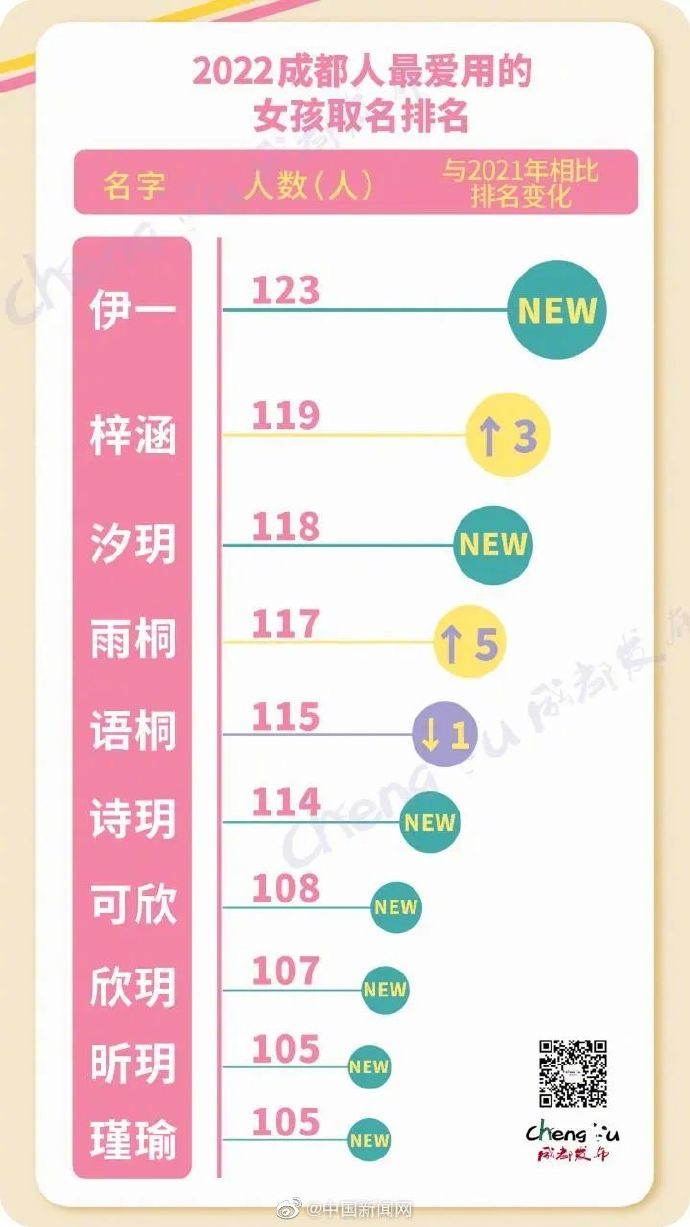 2022成都人最爱用的
女孩取名排名
名字 人数(人) 与2021年相比
排名变化
伊一 123 NEW
梓涵 119 ↑3
汐玥 118 NEW
雨桐 117 ↑5
语桐 115 ↓1
诗玥 114 NEW
可欣 108 NEW
欣玥 107 NEW
昕玥 105 NEW
瑾瑜 105 NEW
成都发布
成都发布
@中国新闻网